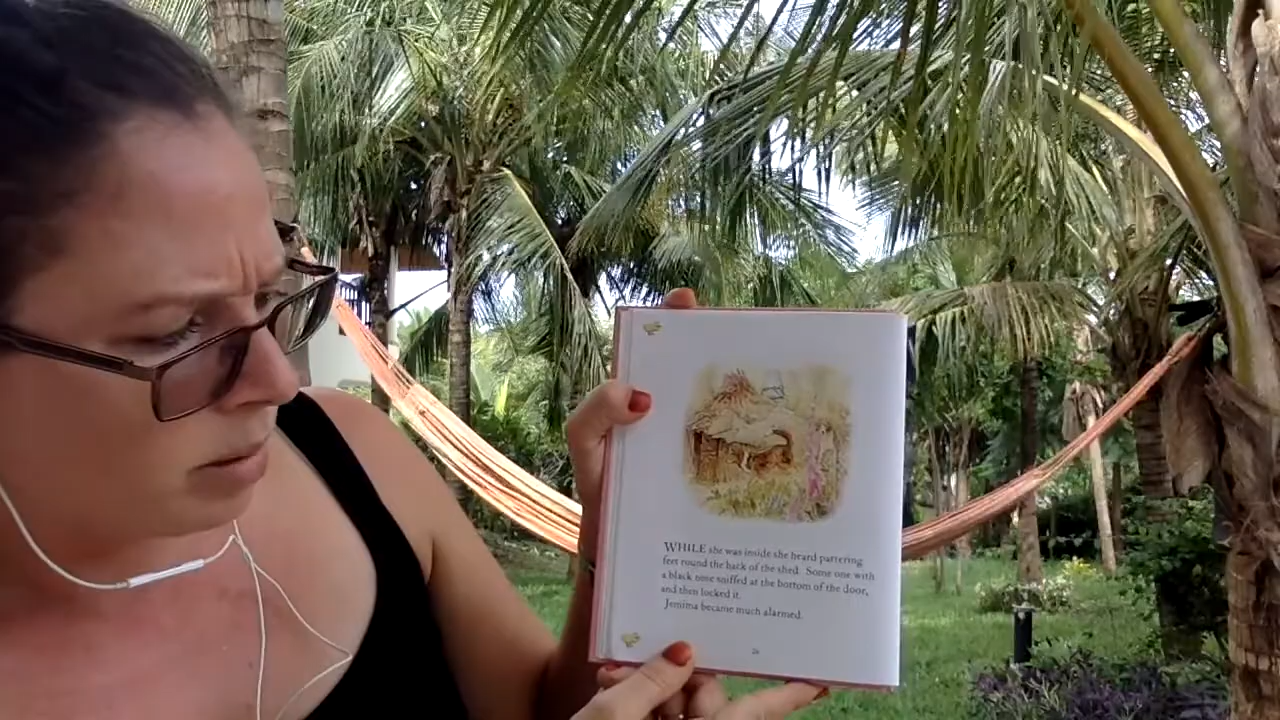 WHILE she was inside she heard pattering
feet round the back of the shed. Some one with
a black nose sniffed at the bottom of the door,
and then locked it.
Jemima became much alarmed.